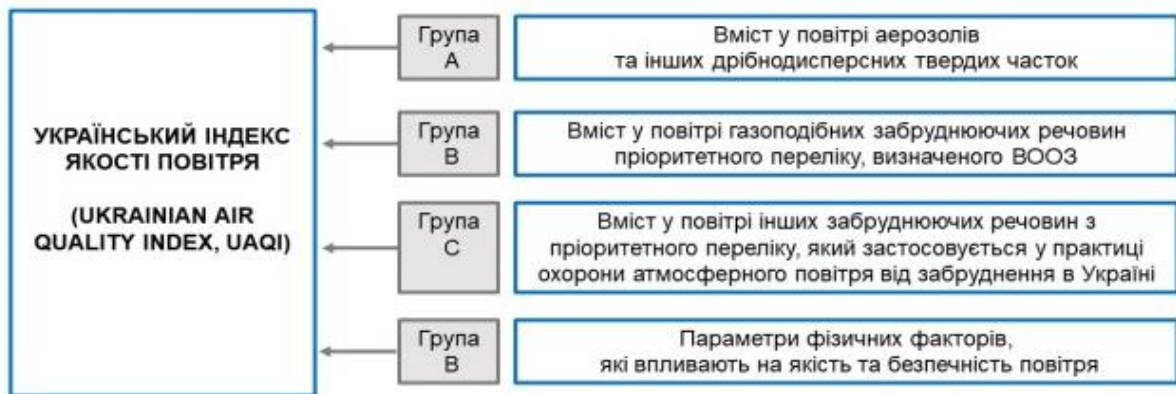 УКРАЇНСЬКИЙ ІНДЕКС
ЯКОСТІ ПОВІТРЯ
(UKRAINIAN AIR
QUALITY INDEX, UAQI)
Група
А
Вміст у повітрі аерозолів
та інших дрібнодисперсних твердих часток
Група
В
Вміст у повітрі газоподібних забруднюючих речовин
пріоритетного переліку, визначеного ВООЗ
Група
С
Вміст у повітрі інших забруднюючих речовин з
пріоритетного переліку, який застосовується у практиці
охорони атмосферного повітря від забруднення в Україні
Група
В
Параметри фізичних факторів,
які впливають на якість та безпечність повітря